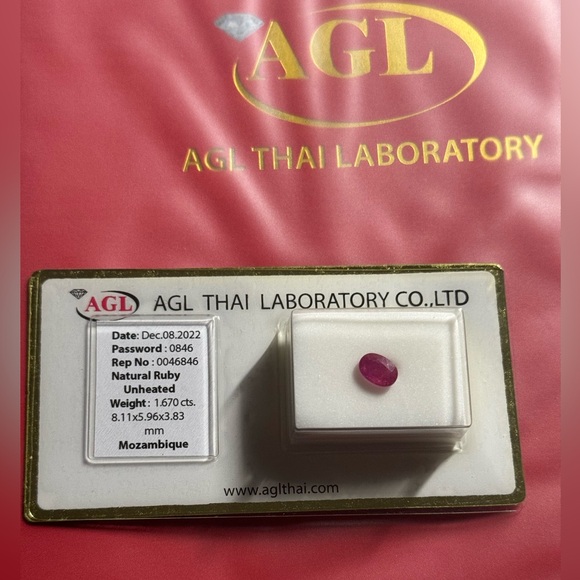 AGL
AGL THAI LABORATORY
AGL AGL THAI LABORATORY CO.,LTD
Date: Dec.08.2022
Password : 0846
Rep No : 0046846
Natural Ruby
Unheated
Weight : 1.670 cts.
8.11x5.96x3.83
mm
Mozambique
www.aglthai.com